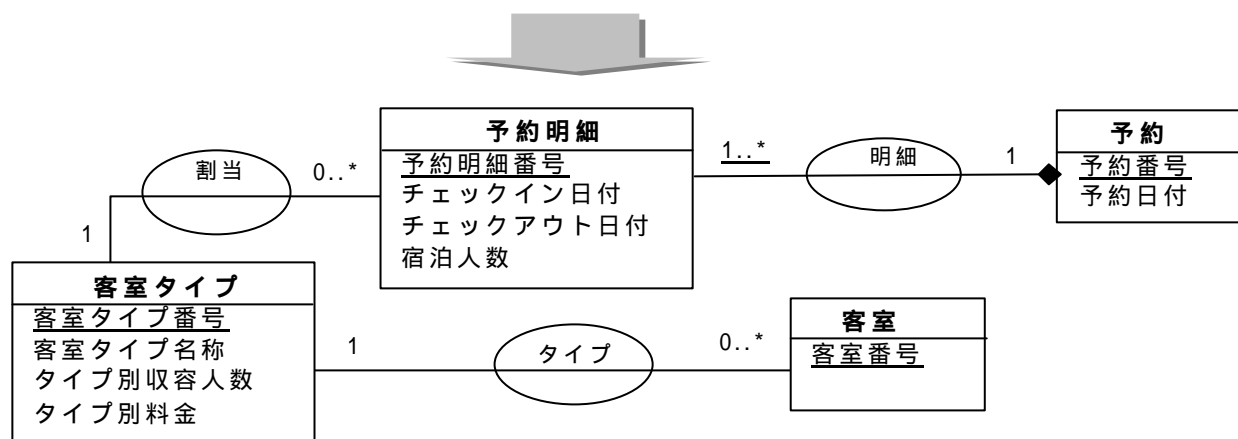 予約明細
予約明細番号
チェックイン日付
チェックアウト日付
宿泊人数
予約
予約番号
予約日付
割当
0..*
1..*
明細
1
1
客室タイプ
客室タイプ番号
客室タイプ名称
タイプ別収容人数
タイプ別料金
1
タイプ
0..*
客室
客室番号